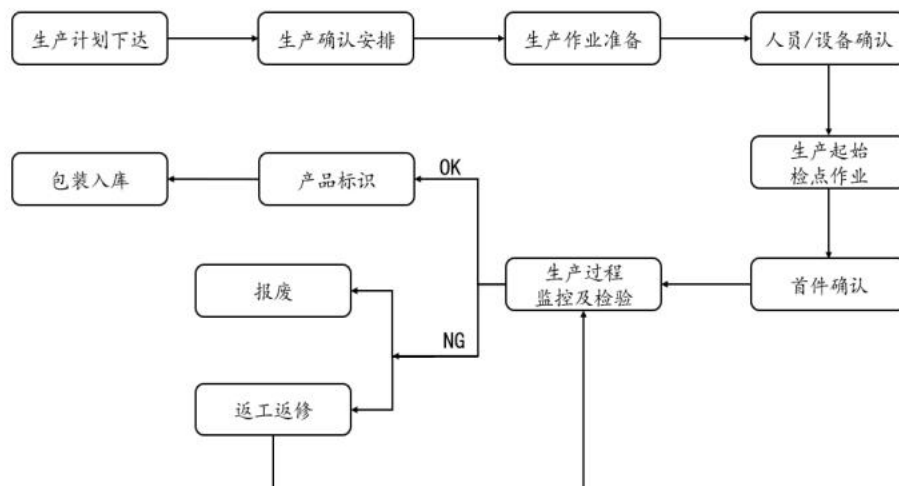 生产计划下达
生产确认安排
生产作业准备
人员/设备确认
生产起始
检点作业
首件确认
生产过程
监控及检验
OK
产品标识
包装入库
NG
报废
返工返修